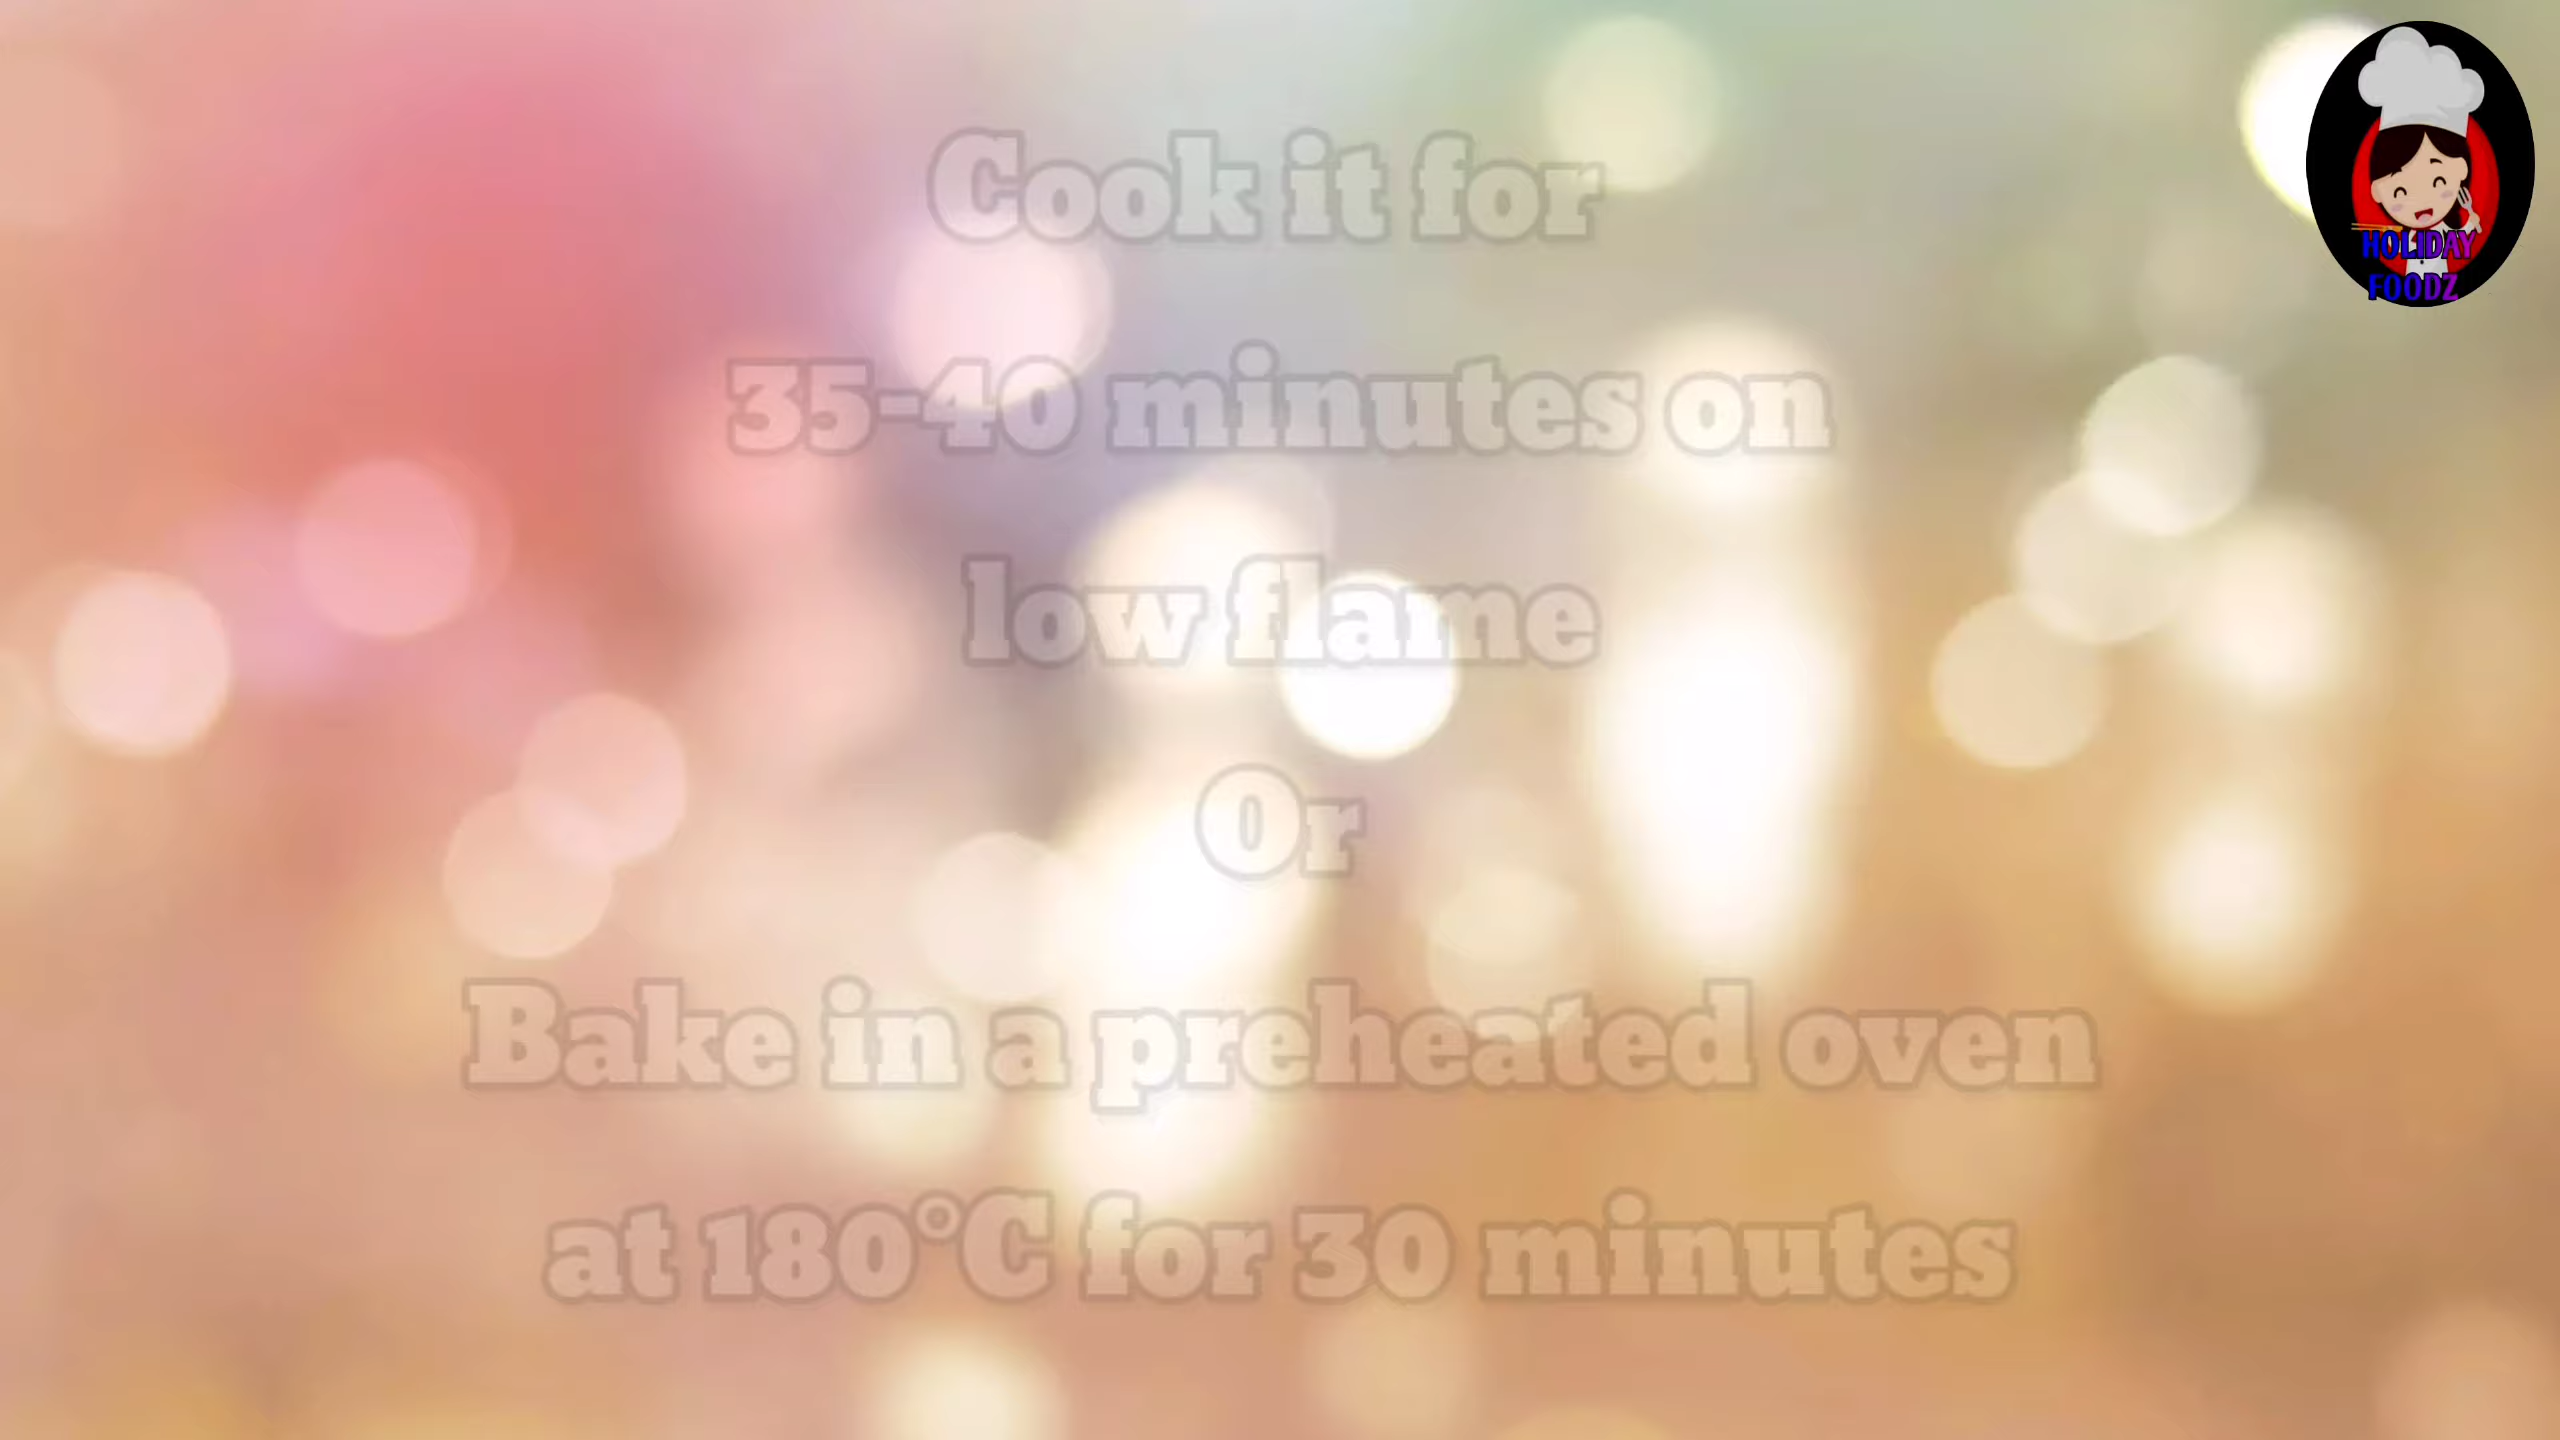 Cook it for
35-40 minutes on
low flame
Or
Bake in a preheated oven
at 180°C for 30 minutes
HOLIDAY
FOODZ